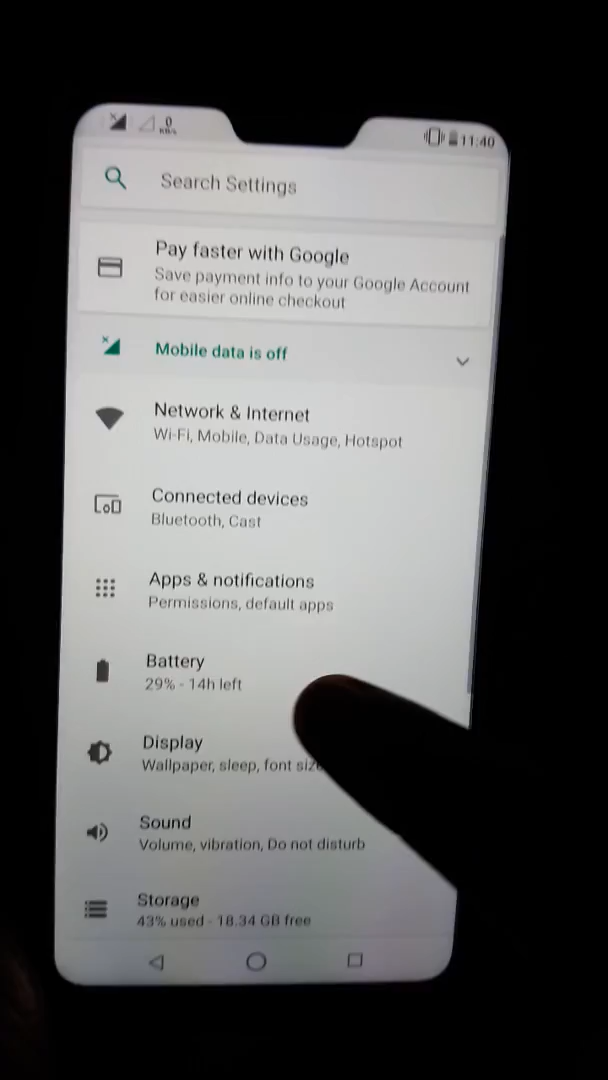 0
KB/s
11:40
Search Settings
Pay faster with Google
Save payment info to your Google Account
for easier online checkout
Mobile data is off
Network & Internet
Wi-Fi, Mobile, Data Usage, Hotspot
Connected devices
Bluetooth, Cast
Apps & notifications
Permissions, default apps
Battery
29% - 14h left
Display
Wallpaper, sleep, font size
Sound
Volume, vibration, Do not disturb
Storage
43% used - 18.34 GB free